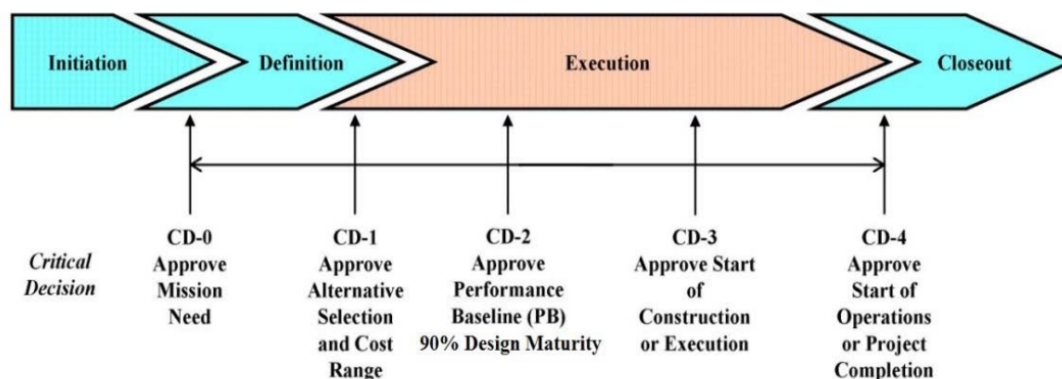 Initiation
Definition
Execution
Closeout
Critical
Decision
CD-0
Approve
Mission
Need
CD-1
Approve
Alternative
Selection
and Cost
Range
CD-2
Approve
Performance
Baseline (PB)
90% Design Maturity
CD-3
Approve Start
of
Construction
or Execution
CD-4
Approve
Start of
Operations
or Project
Completion